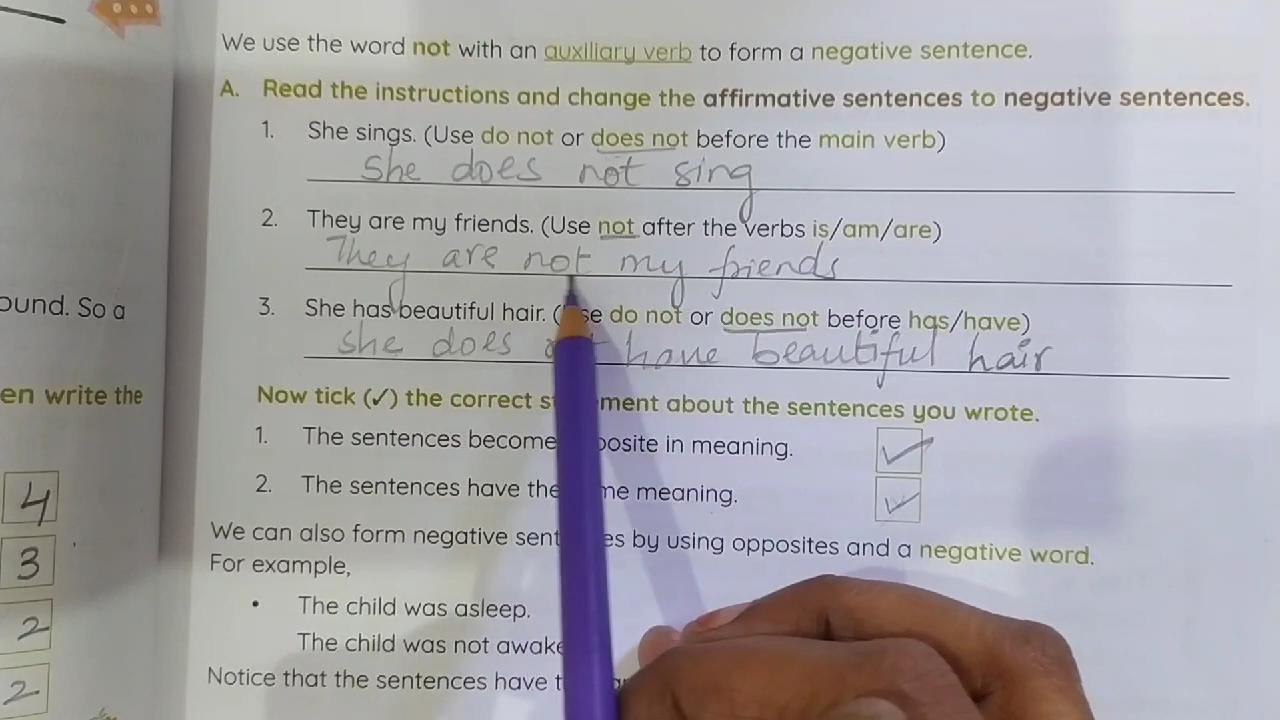 We use the word not with an auxiliary verb to form a negative sentence.
A. Read the instructions and change the affirmative sentences to negative sentences.
1. She sings. (Use do not or does not before the main verb)
She does not sing
2. They are my friends. (Use not after the verbs is/am/are)
They are not my friends
3. She has beautiful hair. (Use do not or does not before has/have)
She does not have beautiful hair
ound. So a
en write the
Now tick (✓) the correct statement about the sentences you wrote.
1. The sentences become opposite in meaning. ✓
2. The sentences have the same meaning. ✓
4
3
2
2
We can also form negative sentences by using opposites and a negative word.
For example,
• The child was asleep.
The child was not awake
Notice that the sentences have